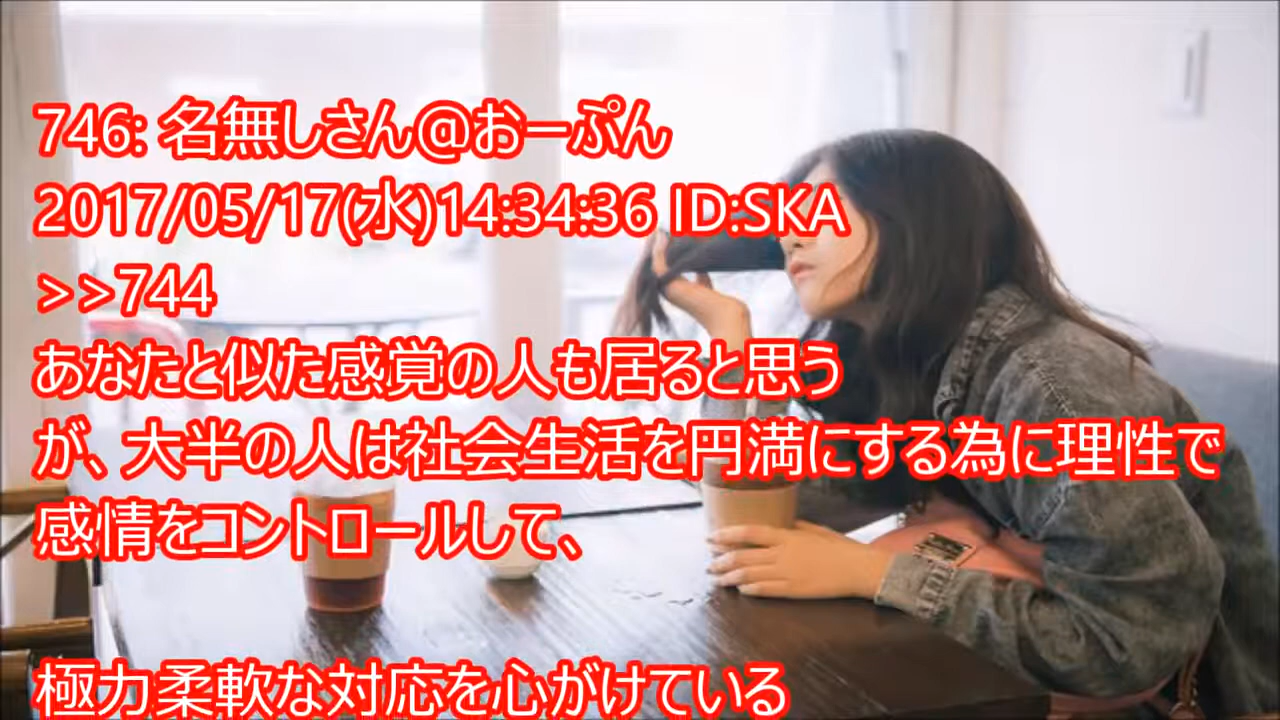 746: 名無しさん@おーぷん
2017/05/17(水)14:34:36 ID:SKA
>>744
あなたと似た感覚の人も居ると思う
が、大半の人は社会生活を円満にする為に理性で
感情をコントロールして、
極力柔軟な対応を心がけている